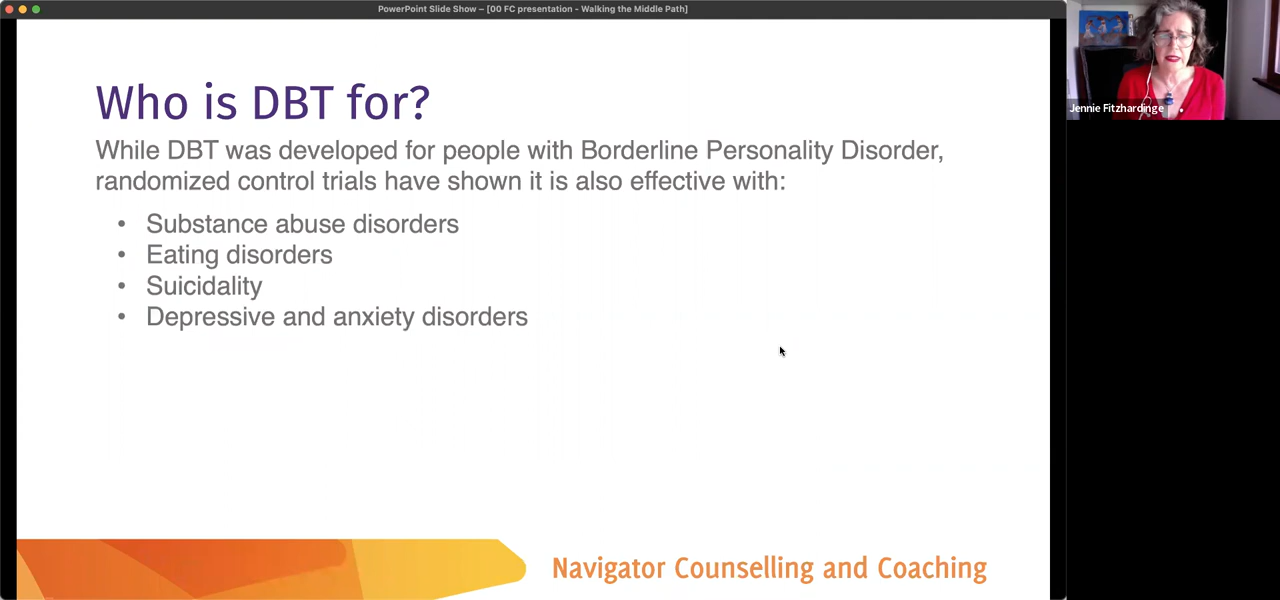 PowerPoint Slide Show – [00 FC presentation - Walking the Middle Path]
Jennie Fitzhardinge
Who is DBT for?
While DBT was developed for people with Borderline Personality Disorder,
randomized control trials have shown it is also effective with:
• Substance abuse disorders
• Eating disorders
• Suicidality
• Depressive and anxiety disorders
Navigator Counselling and Coaching